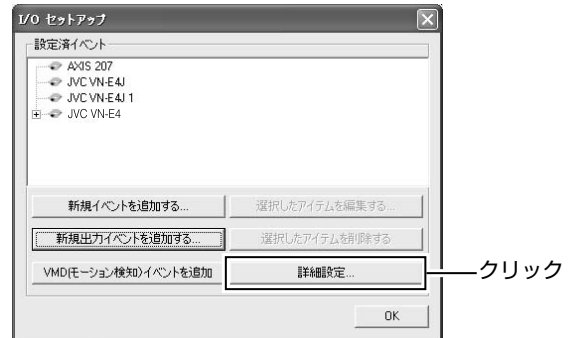 I/O セットアップ
設定済イベント
AXIS 207
JVC VN-E4J
JVC VN-E4J 1
JVC VN-E4
新規イベントを追加する...
選択したアイテムを編集する...
新規出力イベントを追加する...
選択したアイテムを削除する
VMD(モーション検知)イベントを追加
詳細設定...
クリック
OK